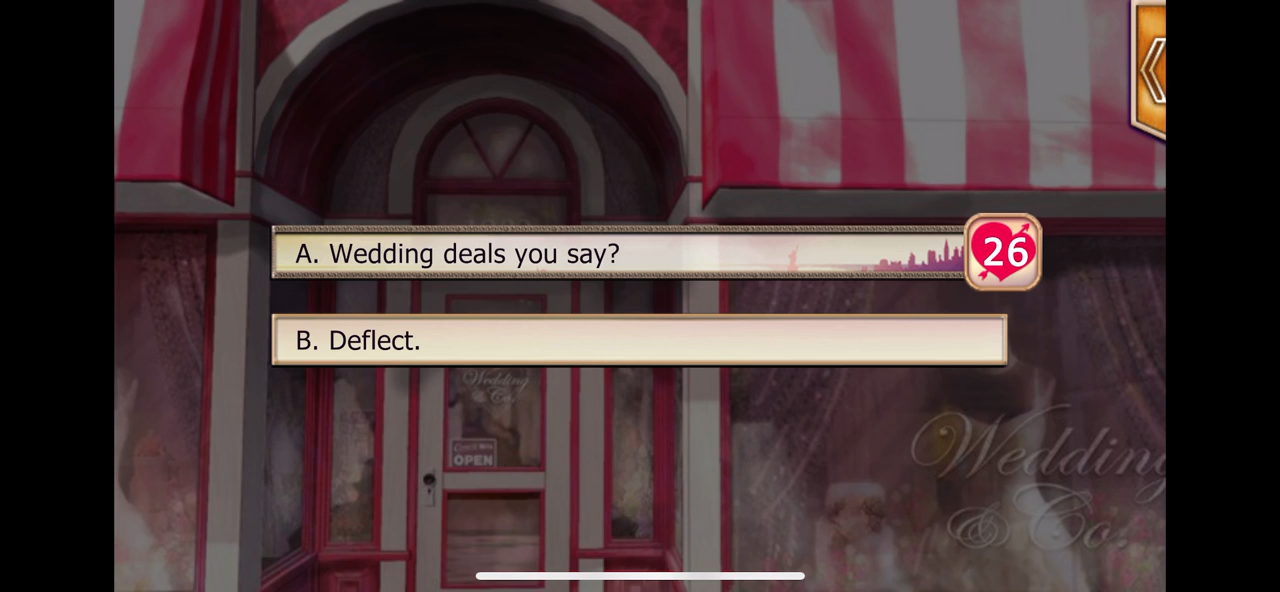 A. Wedding deals you say?
26
B. Deflect.
Wedding
& Co.
OPEN
Wedding
& Co.